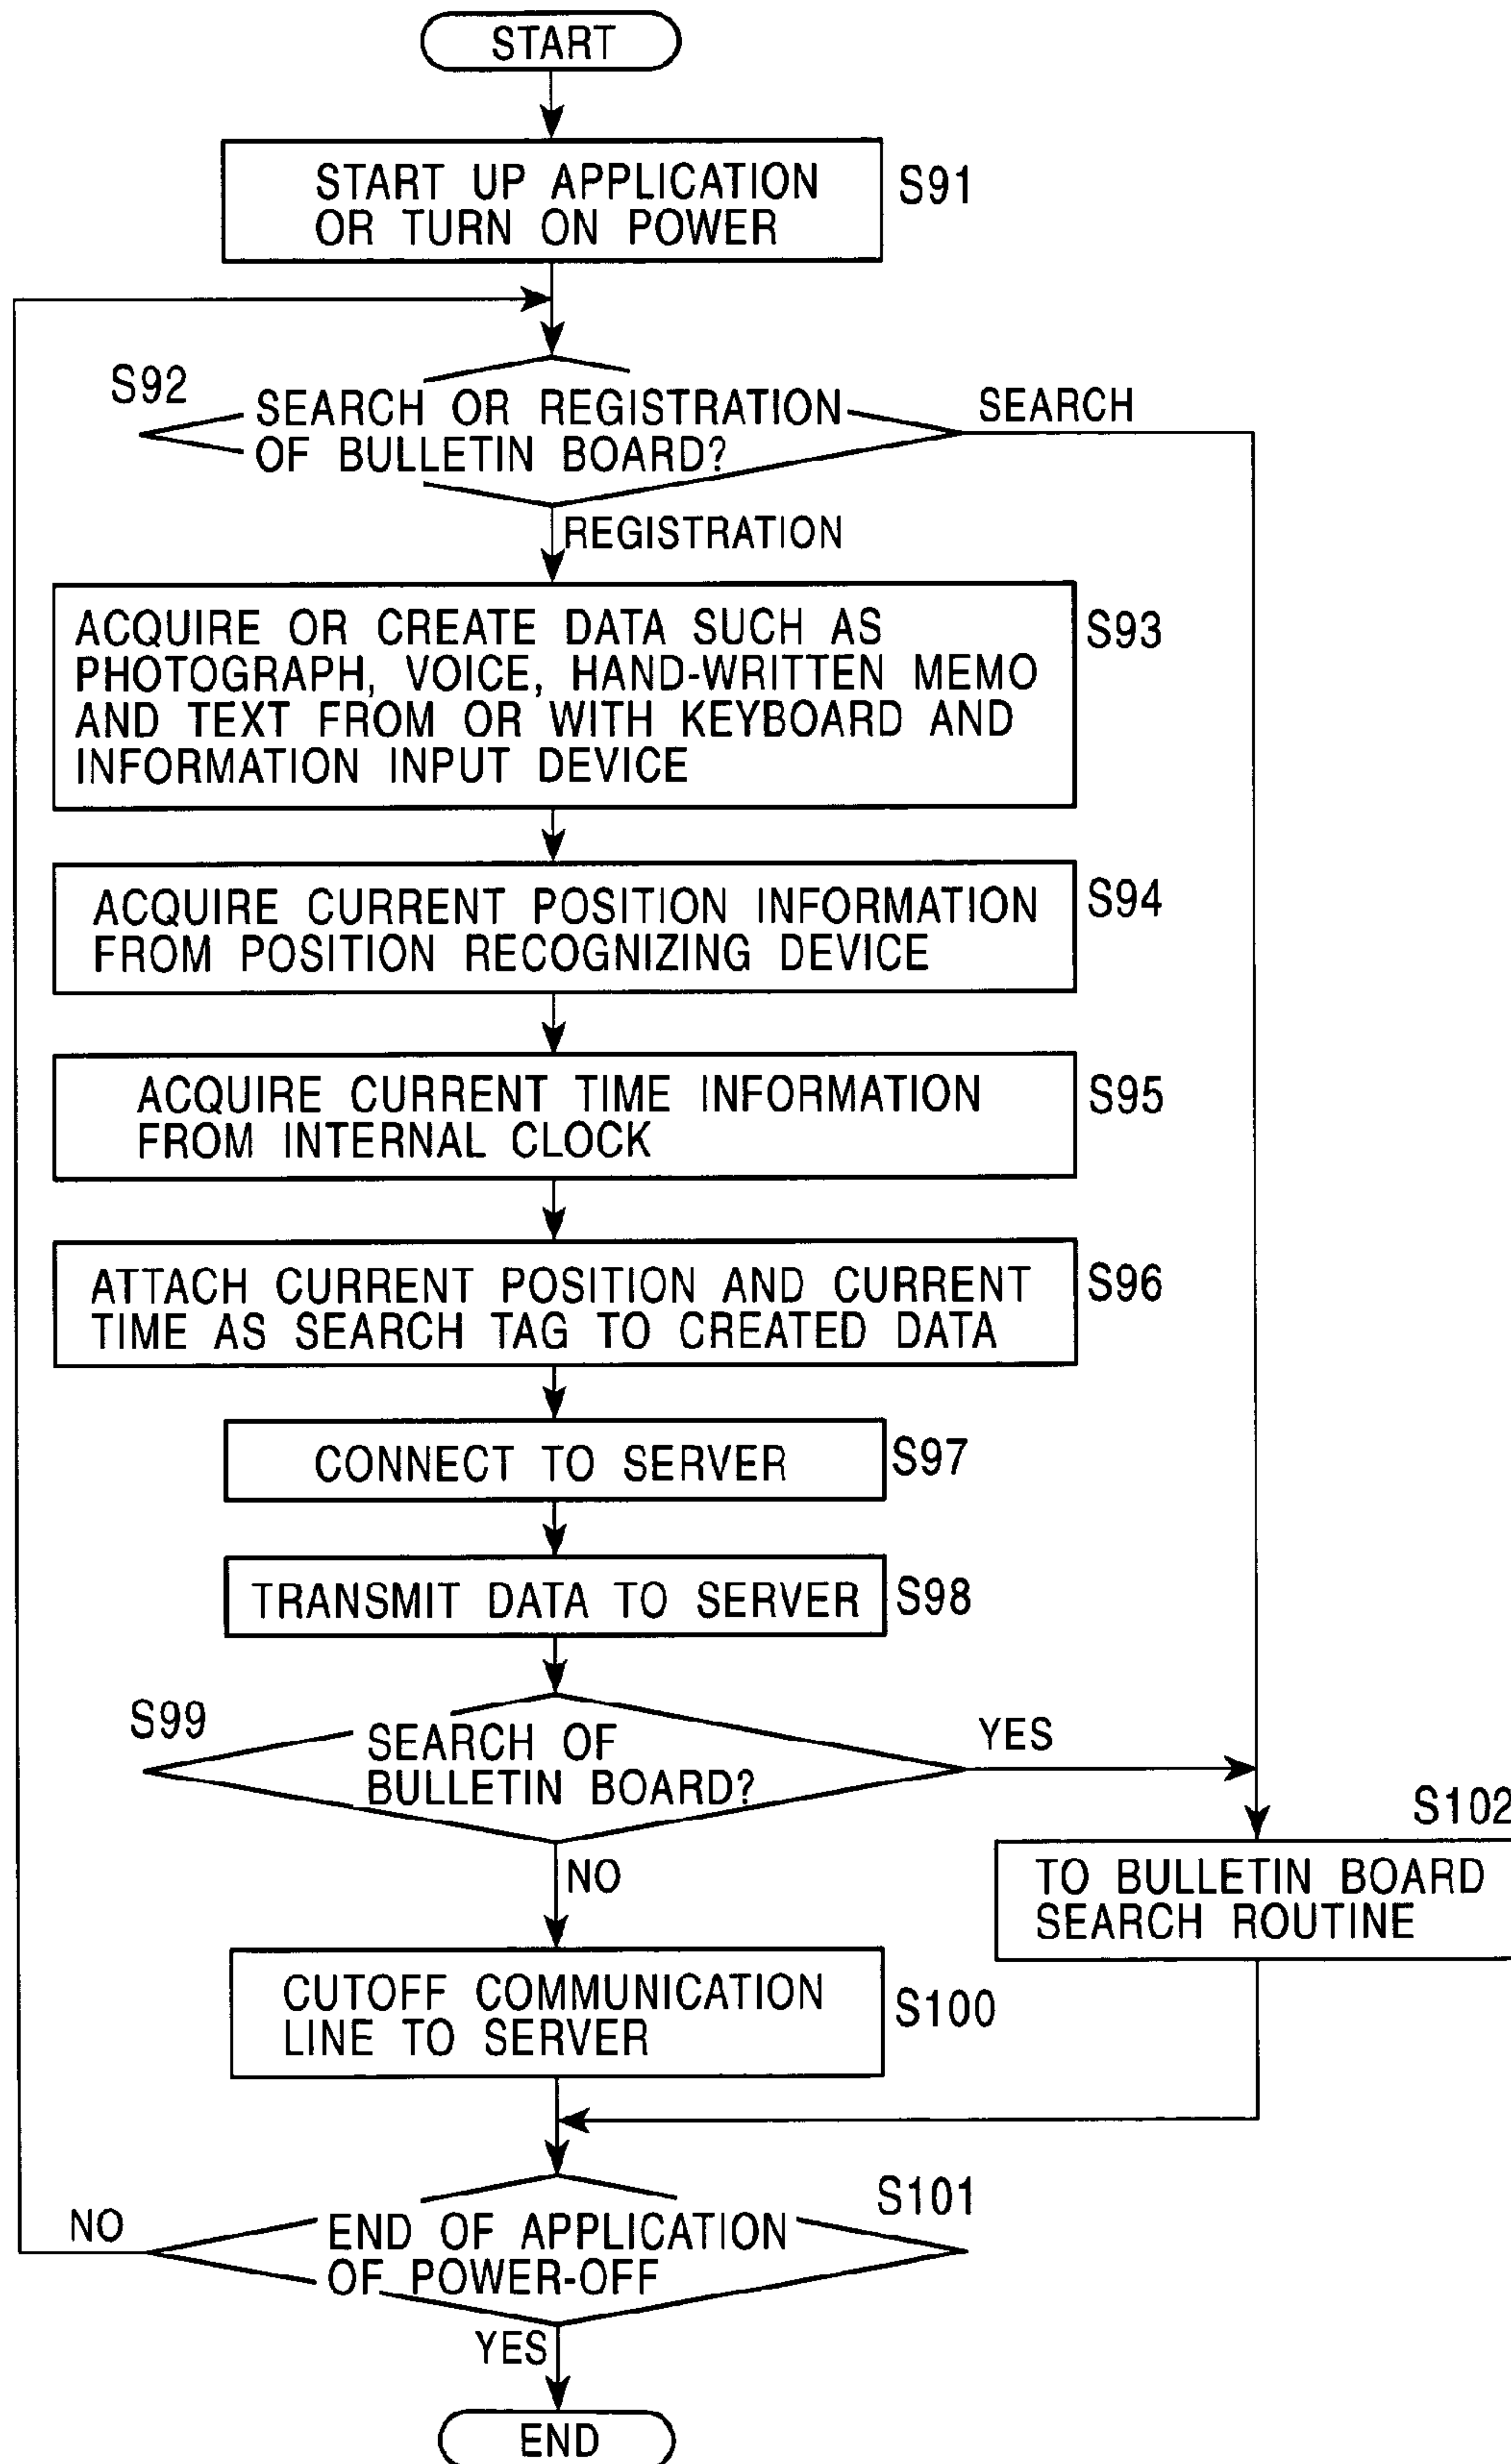 START
START UP APPLICATION
OR TURN ON POWER
S91
S92
SEARCH OR REGISTRATION
OF BULLETIN BOARD?
SEARCH
REGISTRATION
ACQUIRE OR CREATE DATA SUCH AS
PHOTOGRAPH, VOICE, HAND-WRITTEN MEMO
AND TEXT FROM OR WITH KEYBOARD AND
INFORMATION INPUT DEVICE
S93
ACQUIRE CURRENT POSITION INFORMATION
FROM POSITION RECOGNIZING DEVICE
S94
ACQUIRE CURRENT TIME INFORMATION
FROM INTERNAL CLOCK
S95
ATTACH CURRENT POSITION AND CURRENT
TIME AS SEARCH TAG TO CREATED DATA
S96
CONNECT TO SERVER
S97
TRANSMIT DATA TO SERVER
S98
S99
SEARCH OF
BULLETIN BOARD?
YES
NO
S102
TO BULLETIN BOARD
SEARCH ROUTINE
CUTOFF COMMUNICATION
LINE TO SERVER
S100
S101
END OF APPLICATION
OF POWER-OFF
NO
YES
END